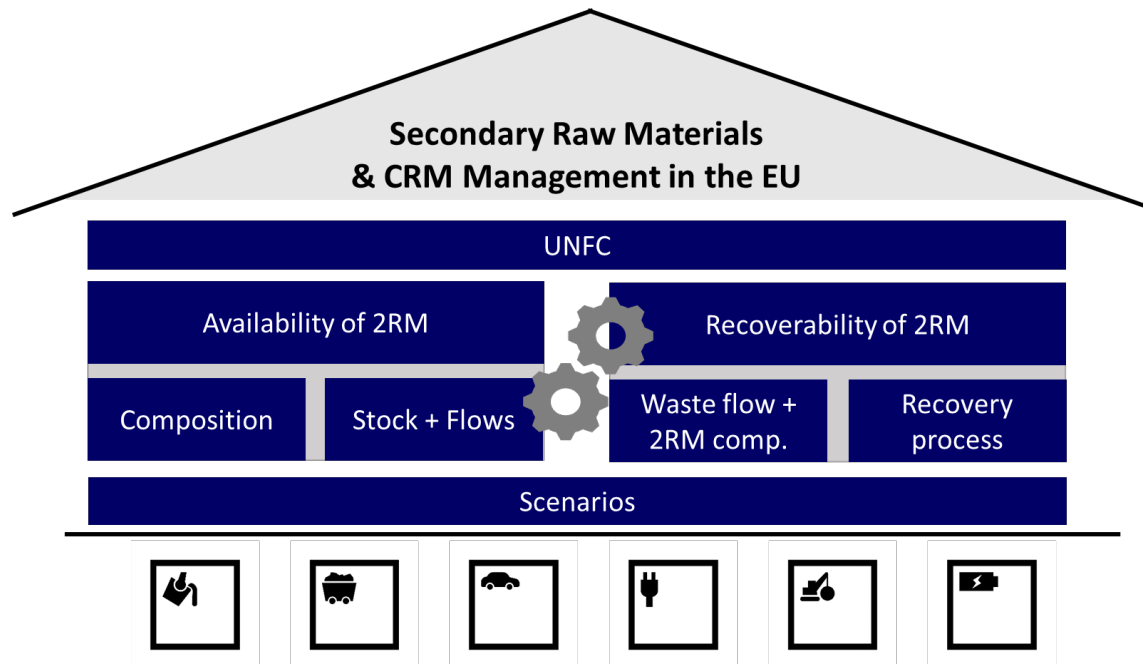 Secondary Raw Materials
& CRM Management in the EU
UNFC
Availability of 2RM
Recoverability of 2RM
Composition
Stock + Flows
Waste flow +
2RM comp.
Recovery
process
Scenarios